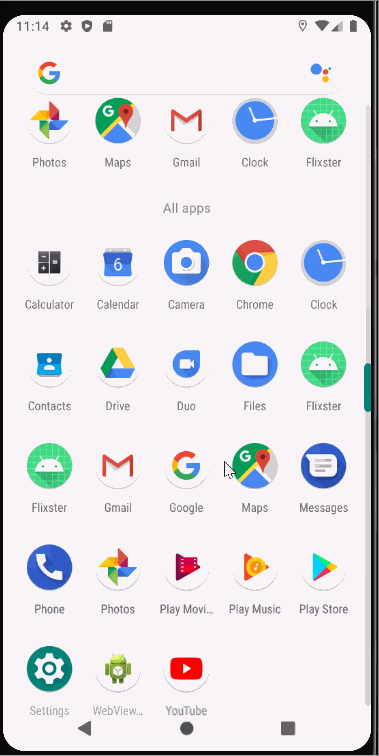 11:14
G
Photos Maps Gmail Clock Flixster
All apps
6
Calculator Calendar Camera Chrome Clock
Contacts Drive Duo Files Flixster
G G
Flixster Gmail Google Maps Messages
Phone Photos Play Movi... Play Music Play Store
Settings WebView... YouTube